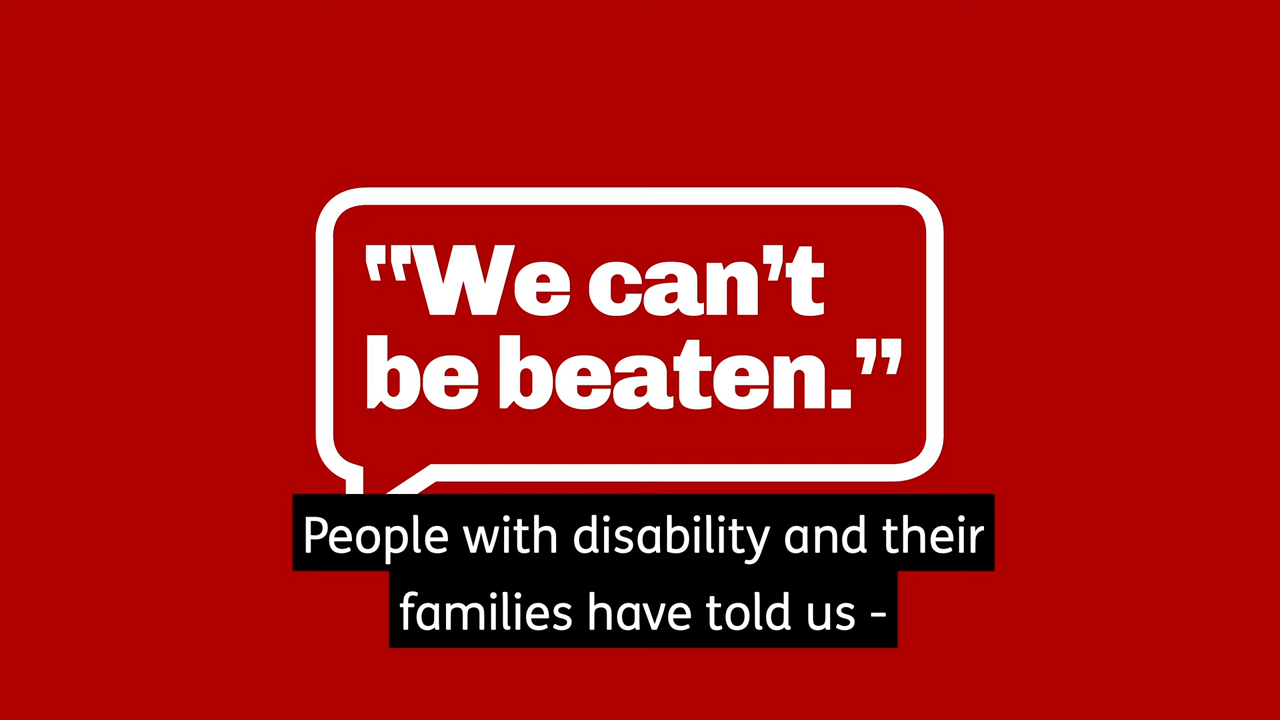 "We can’t
be beaten.”
People with disability and their
families have told us -